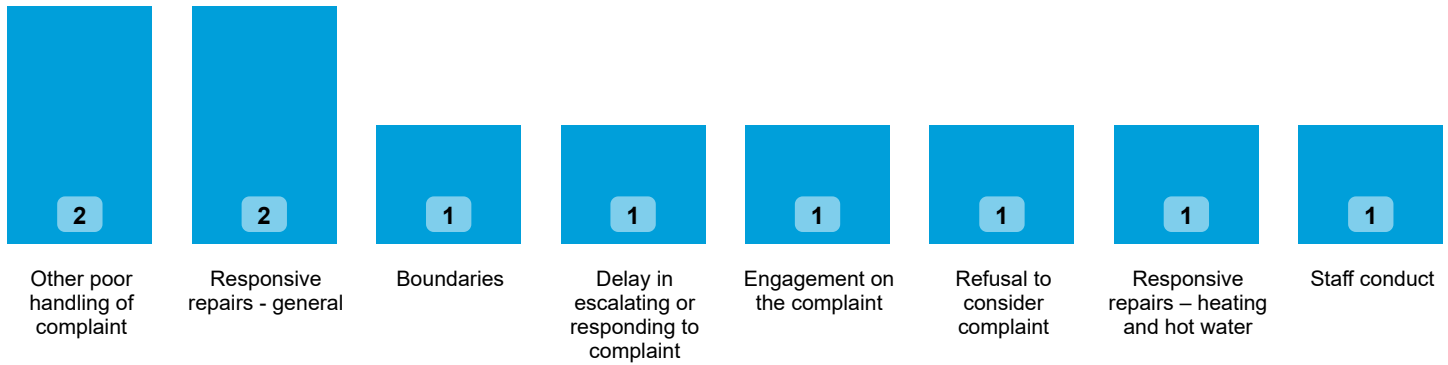 2
2
1
1
1
1
1
1
Other poor
handling of
complaint
Responsive
repairs - general
Boundaries
Delay in
escalating or
responding to
complaint
Engagement on
the complaint
Refusal to
consider
complaint
Responsive
repairs – heating
and hot water
Staff conduct